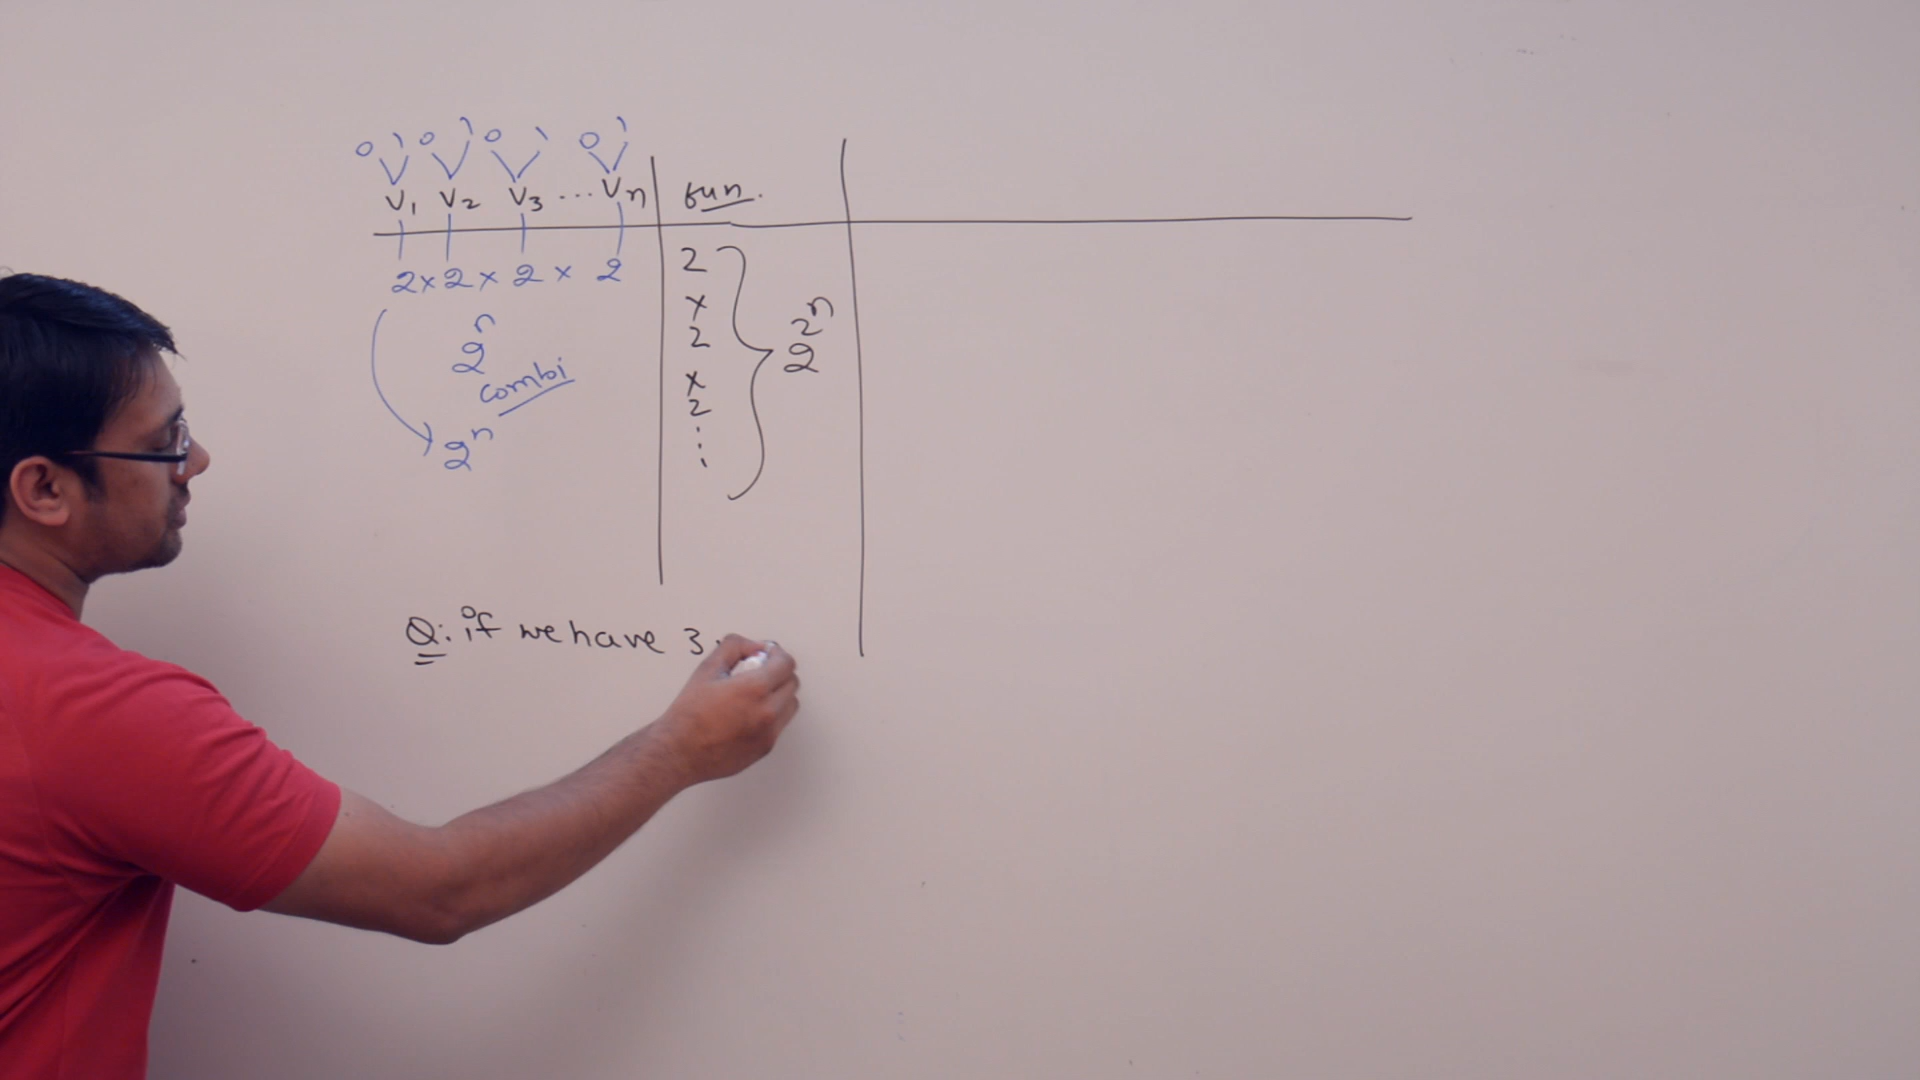 0 1 0 1 0 1 0 1
V1 V2 V3 ... Vn fun.
2 x 2 x 2 x 2
2^n
combi
2^n
2
x
2
x
2
⋮
2^2^n
Q: if we have 3